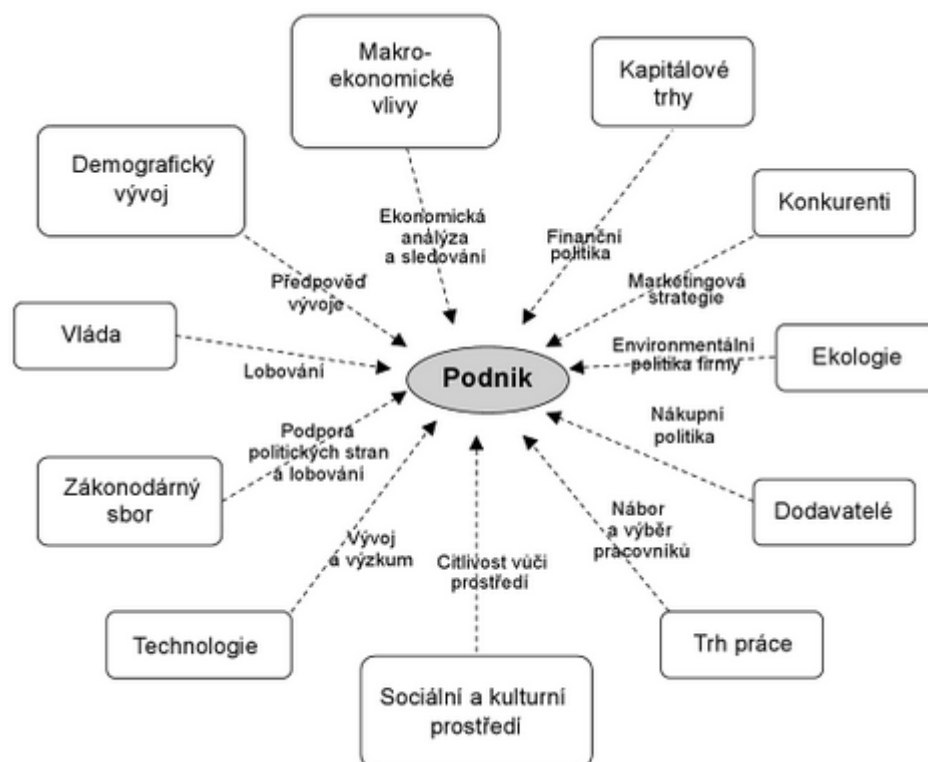 Makro-
ekonomické
vlivy
Kapitálové
trhy
Demografický
vývoj
Konkurenti
Ekonomická
análýza
a sledování
Finanční
politika
Předpověď
vývoje
Marketingová
strategie
Vláda
Lobování
Podnik
Environmentální
politika firmy
Ekologie
Podporá
politických stran
á lobování
Nákupní
politika
Zákonodárný
sbor
Dodavatelé
Vývoj
a výzkum
Citlivost vůči
prostředí
Nábor
a výběr
pracovníků
Technologie
Trh práce
Sociální a kulturní
prostředí